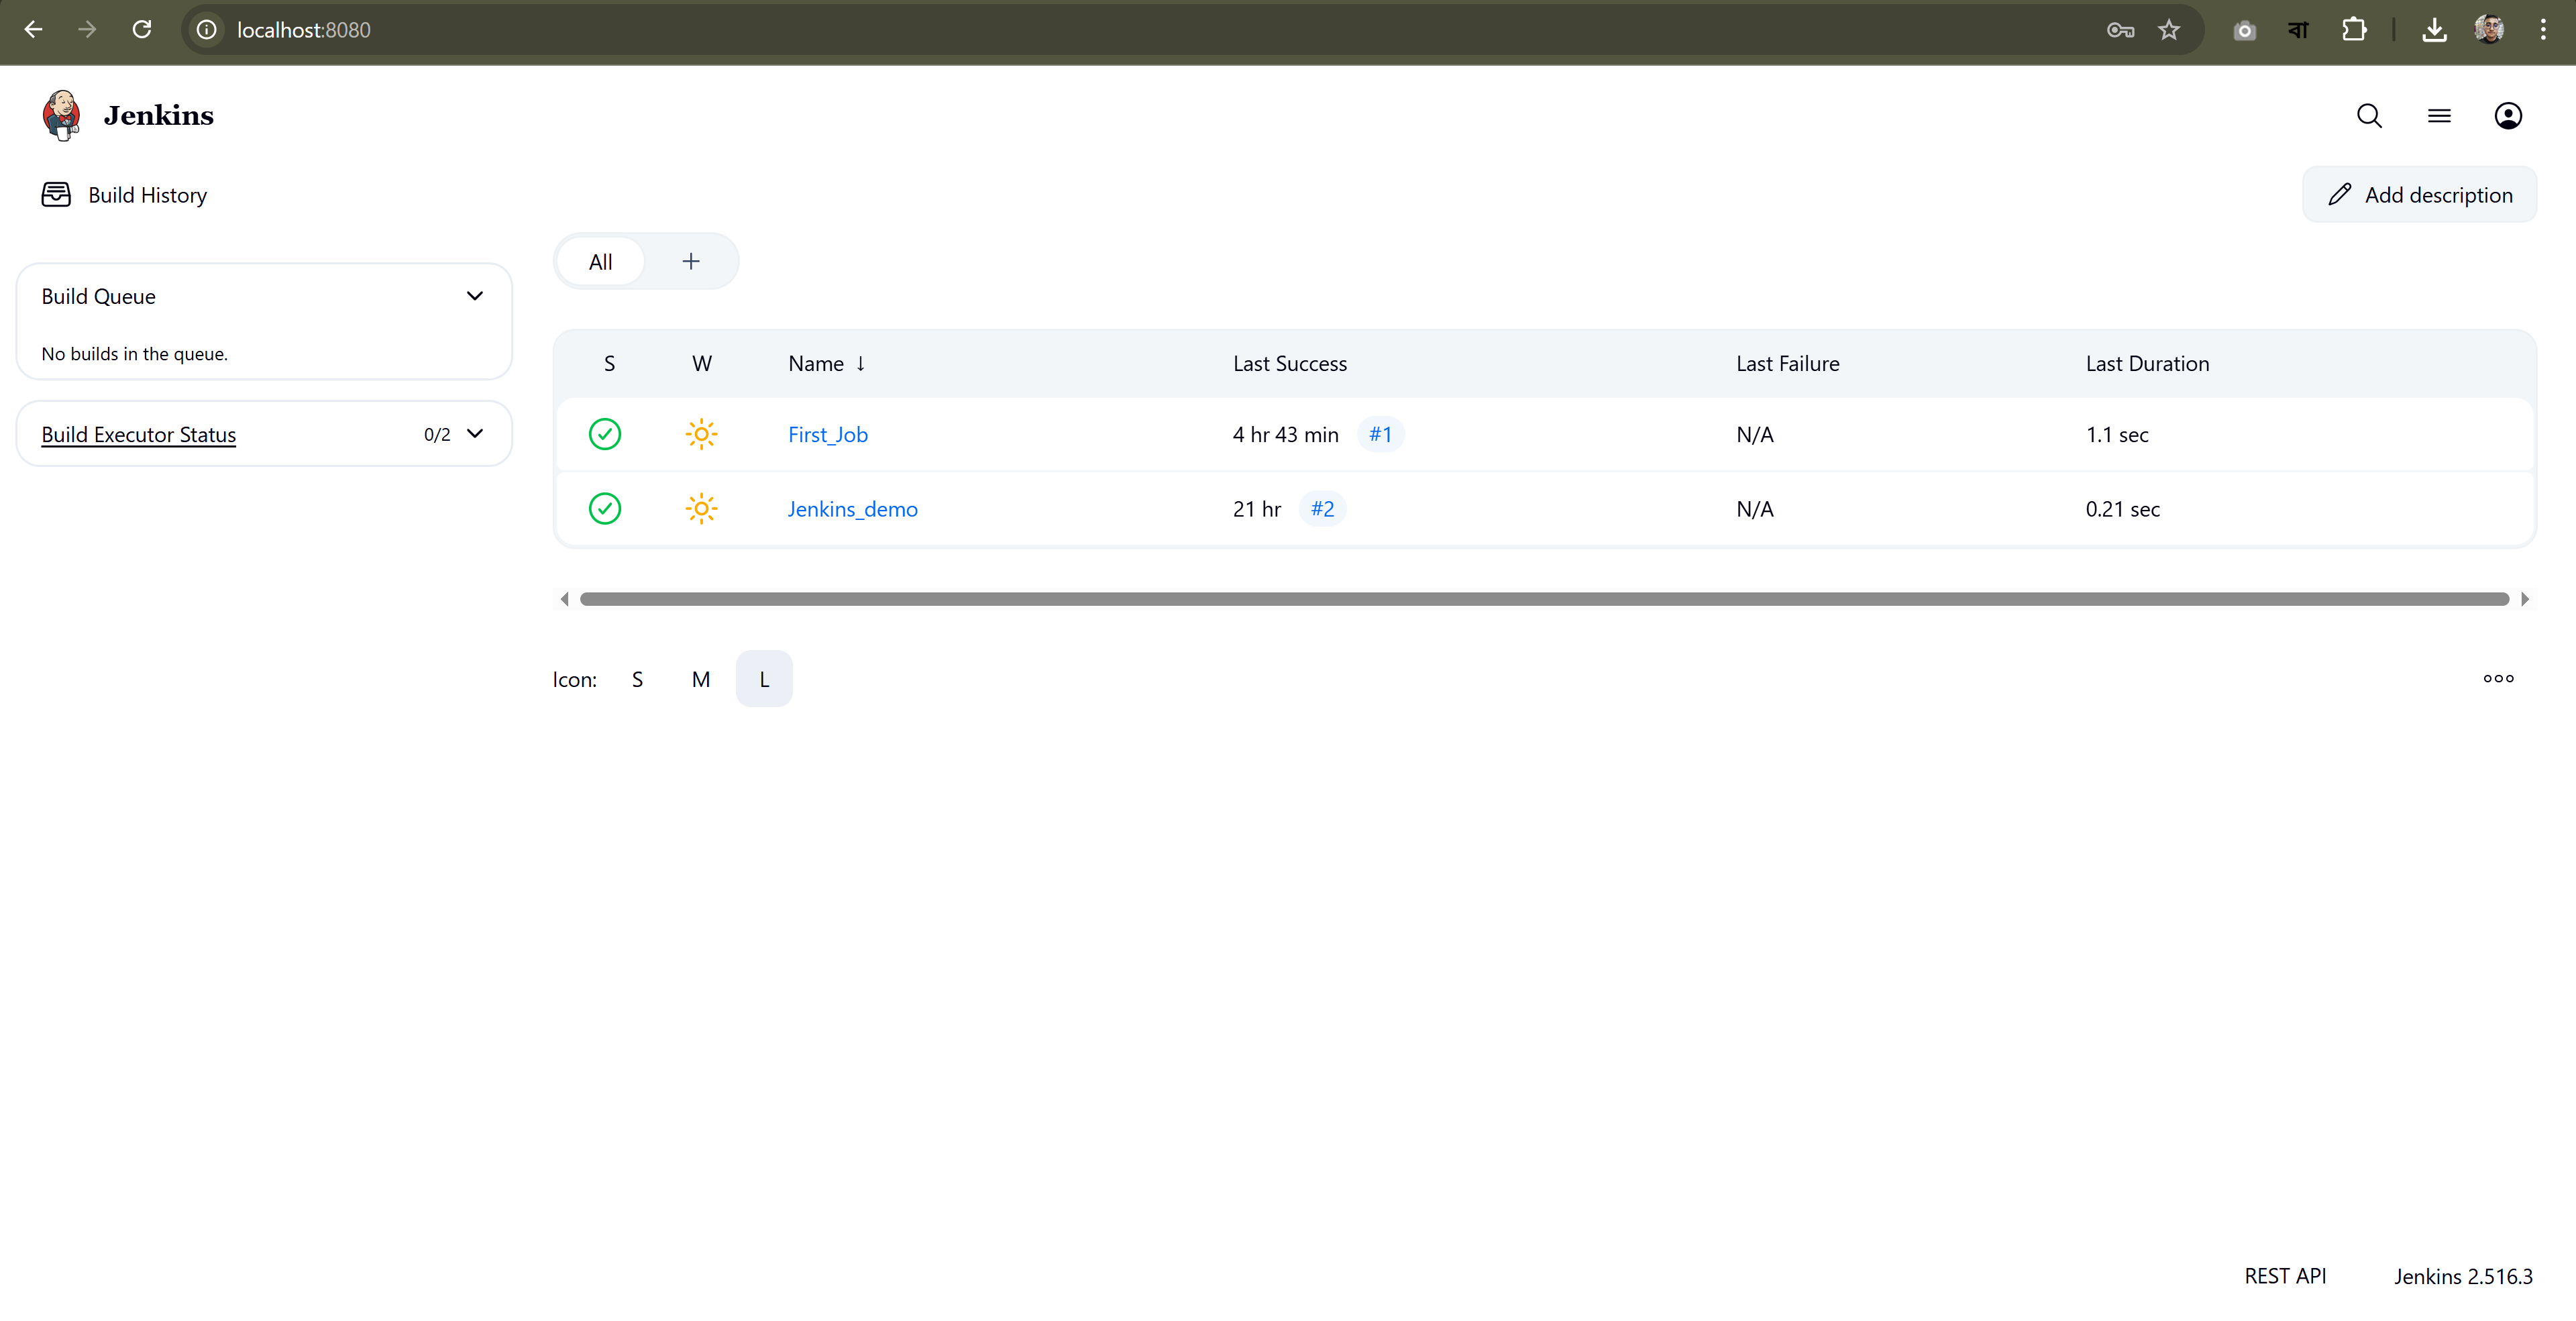 localhost:8080
বা
Jenkins
Build History
Add description
All +
Build Queue
No builds in the queue.
Build Executor Status 0/2
S W Name ↓ Last Success Last Failure Last Duration
First_Job 4 hr 43 min #1 N/A 1.1 sec
Jenkins_demo 21 hr #2 N/A 0.21 sec
Icon: S M L
REST API Jenkins 2.516.3